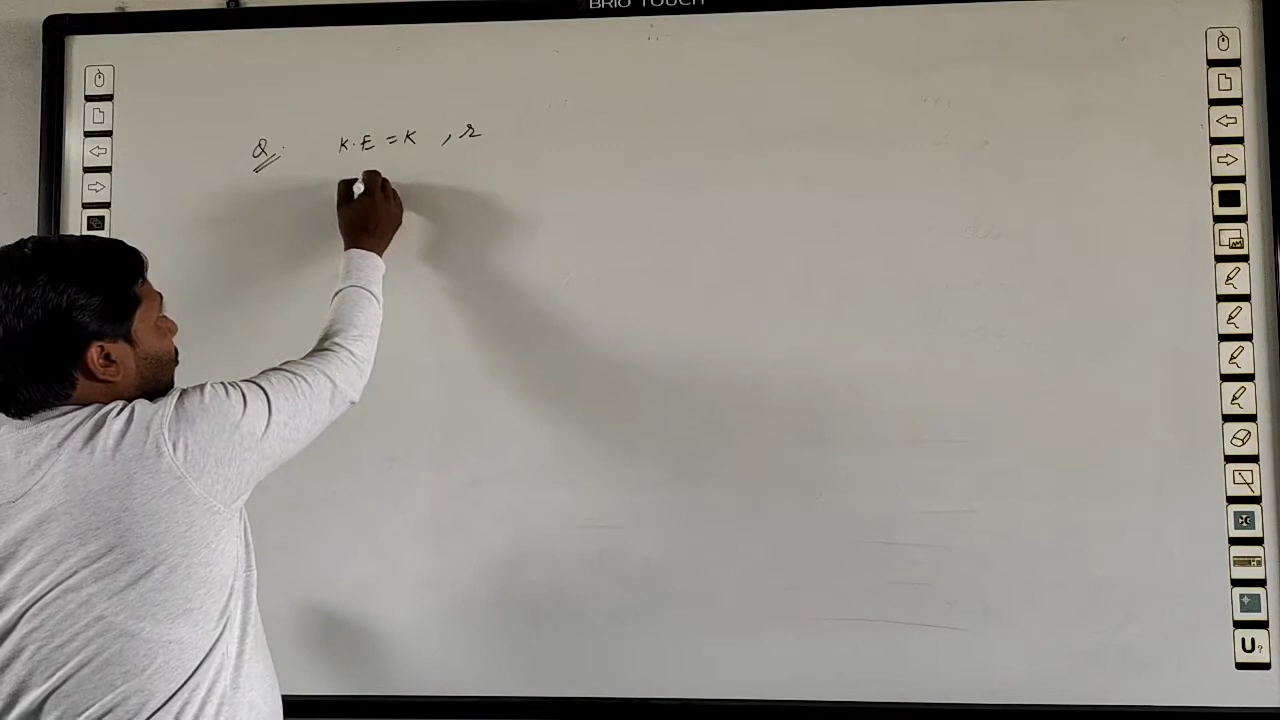 BRIO TOUCH
Q. K.E = K , r
U?